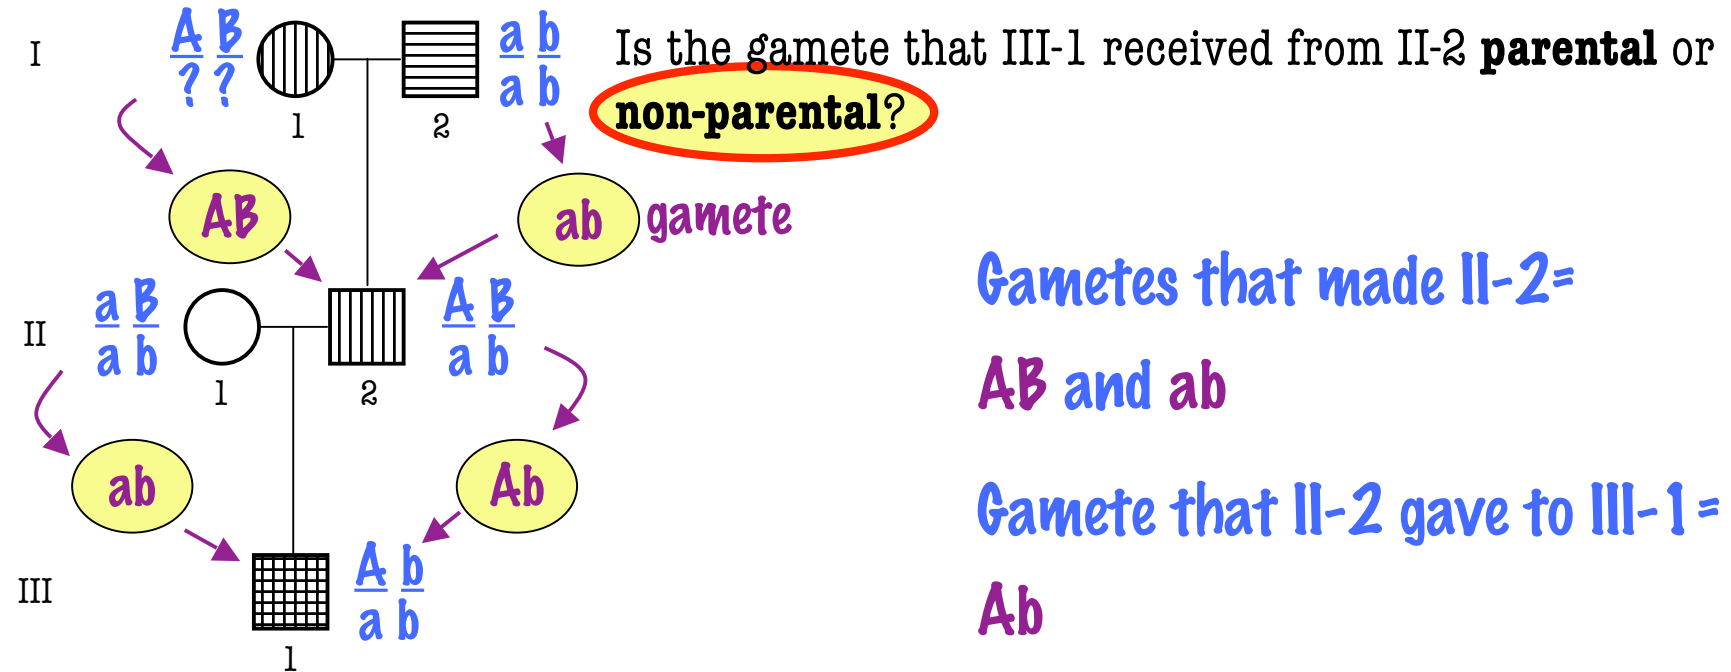 I
A B
? ?
1
a b
a b
2
Is the gamete that III-1 received from II-2 parental or
non-parental?
AB
ab
gamete
Gametes that made II-2=
AB and ab
II
a B
a b
1
2
A B
a b
ab
Ab
Gamete that II-2 gave to III-1=
Ab
III
A b
a b
1